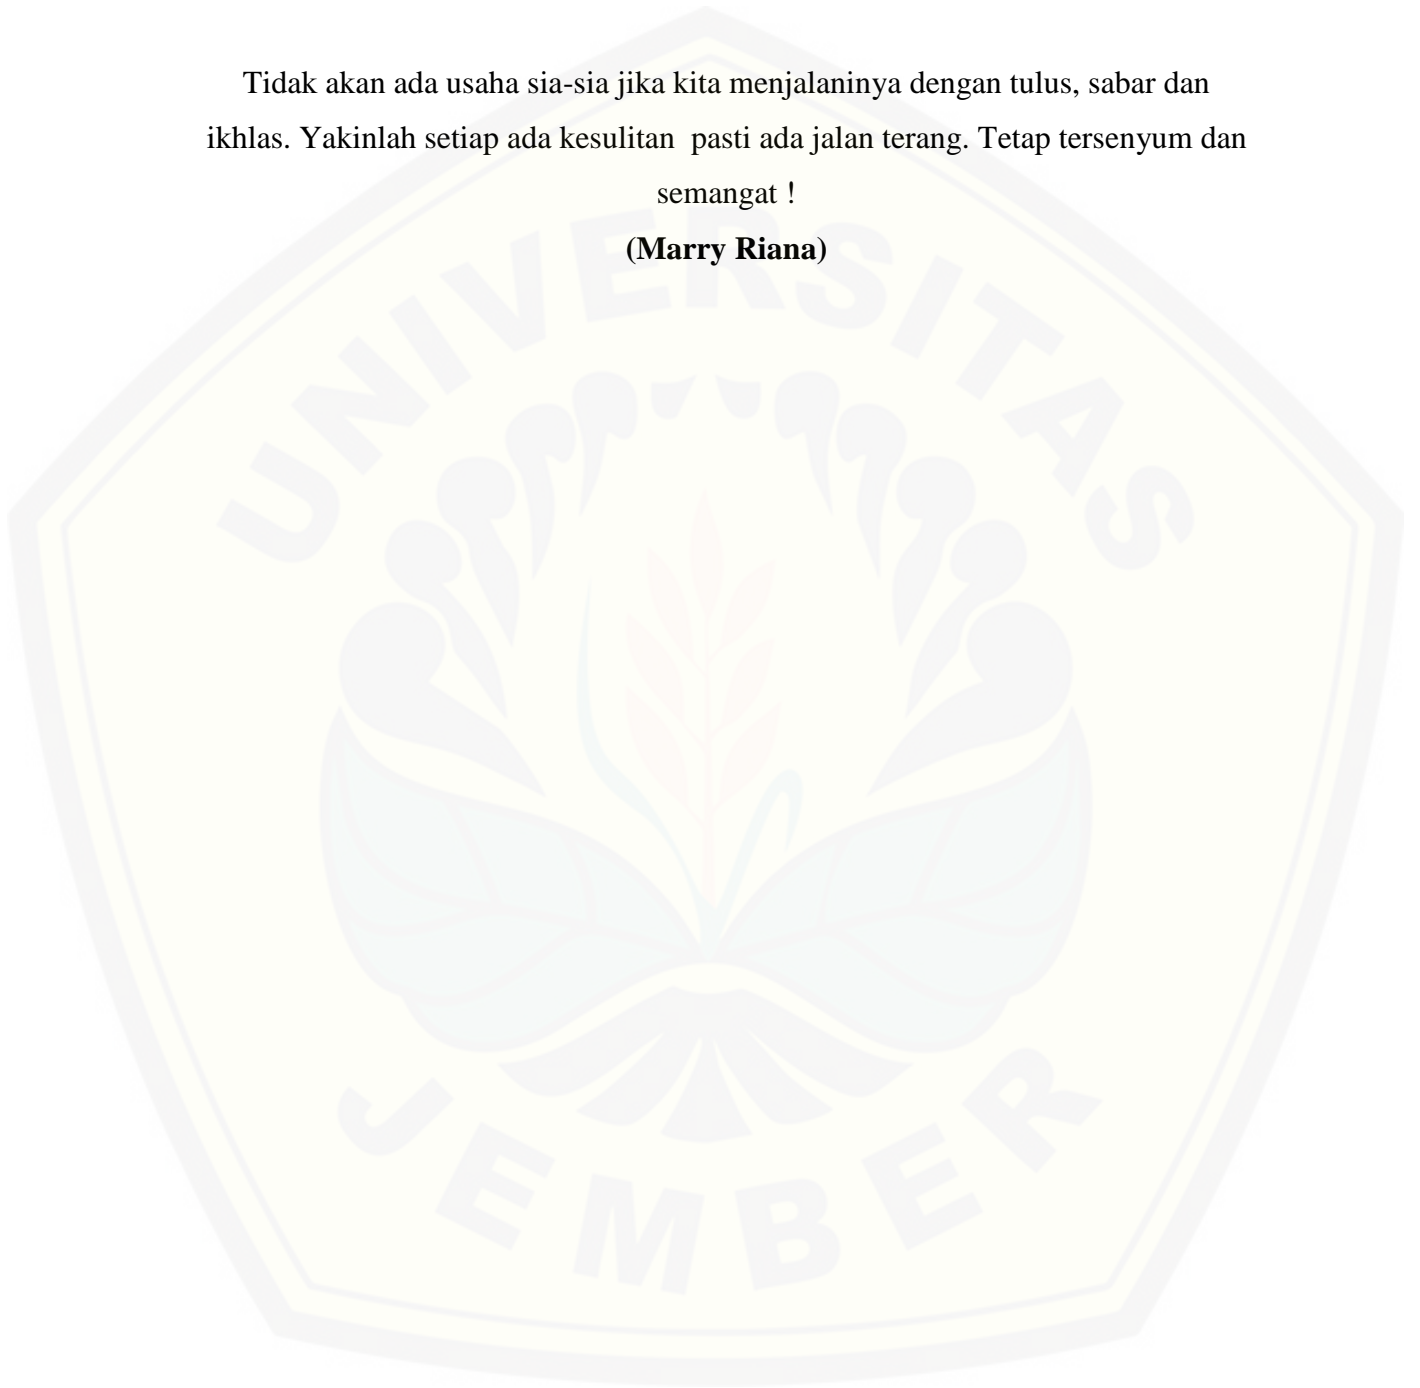 Tidak akan ada usaha sia-sia jika kita menjalaninya dengan tulus, sabar dan
ikhlas. Yakinlah setiap ada kesulitan  pasti ada jalan terang. Tetap tersenyum dan
semangat !
(Marry Riana)
UNIVERSITAS
JEMBER